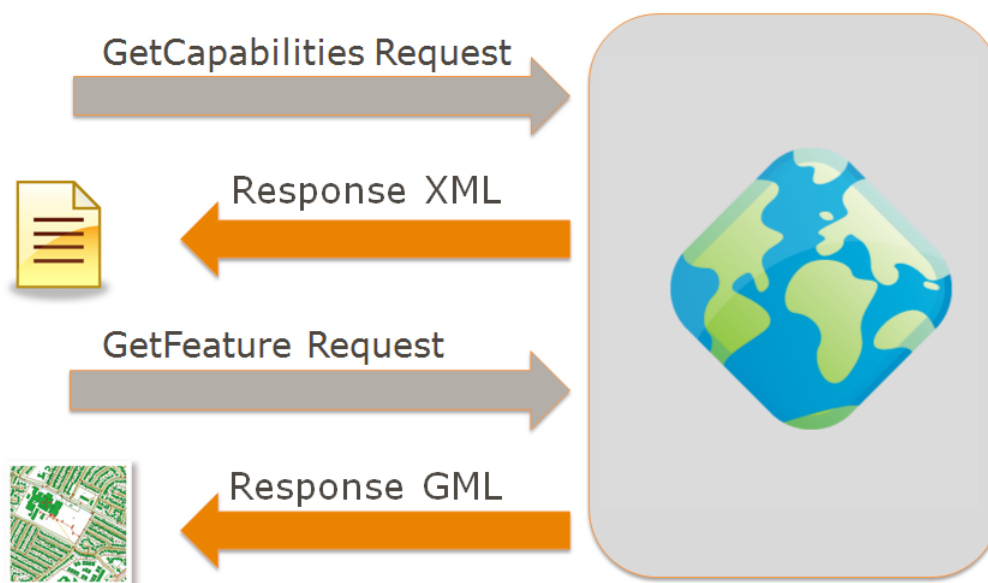 GetCapabilities Request
Response XML
GetFeature Request
Response GML